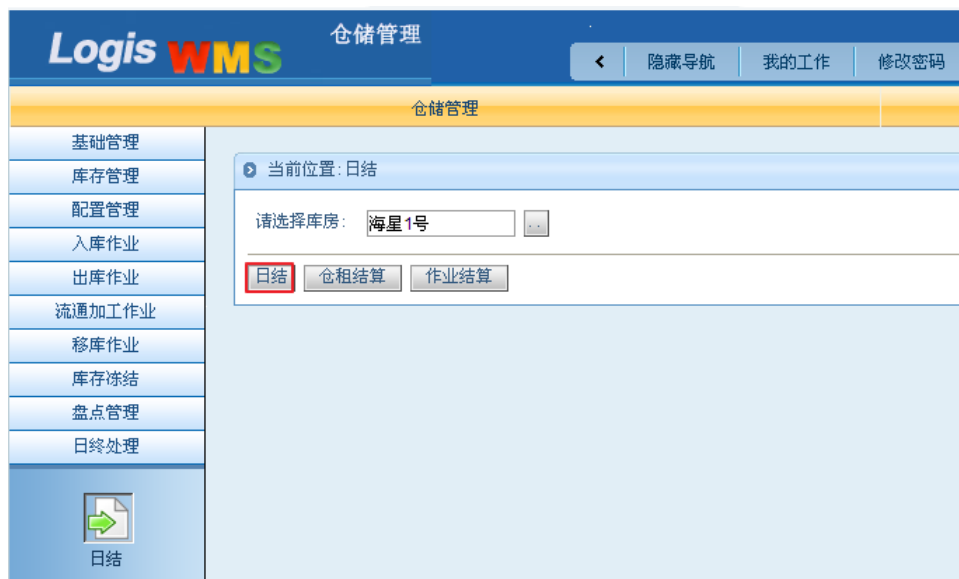 Logis WMS
仓储管理
隐藏导航 我的工作 修改密码
仓储管理
基础管理
库存管理
配置管理
入库作业
出库作业
流通加工作业
移库作业
库存冻结
盘点管理
日终处理
日结
当前位置:日结
请选择库房: 海星1号 ..
日结 仓租结算 作业结算